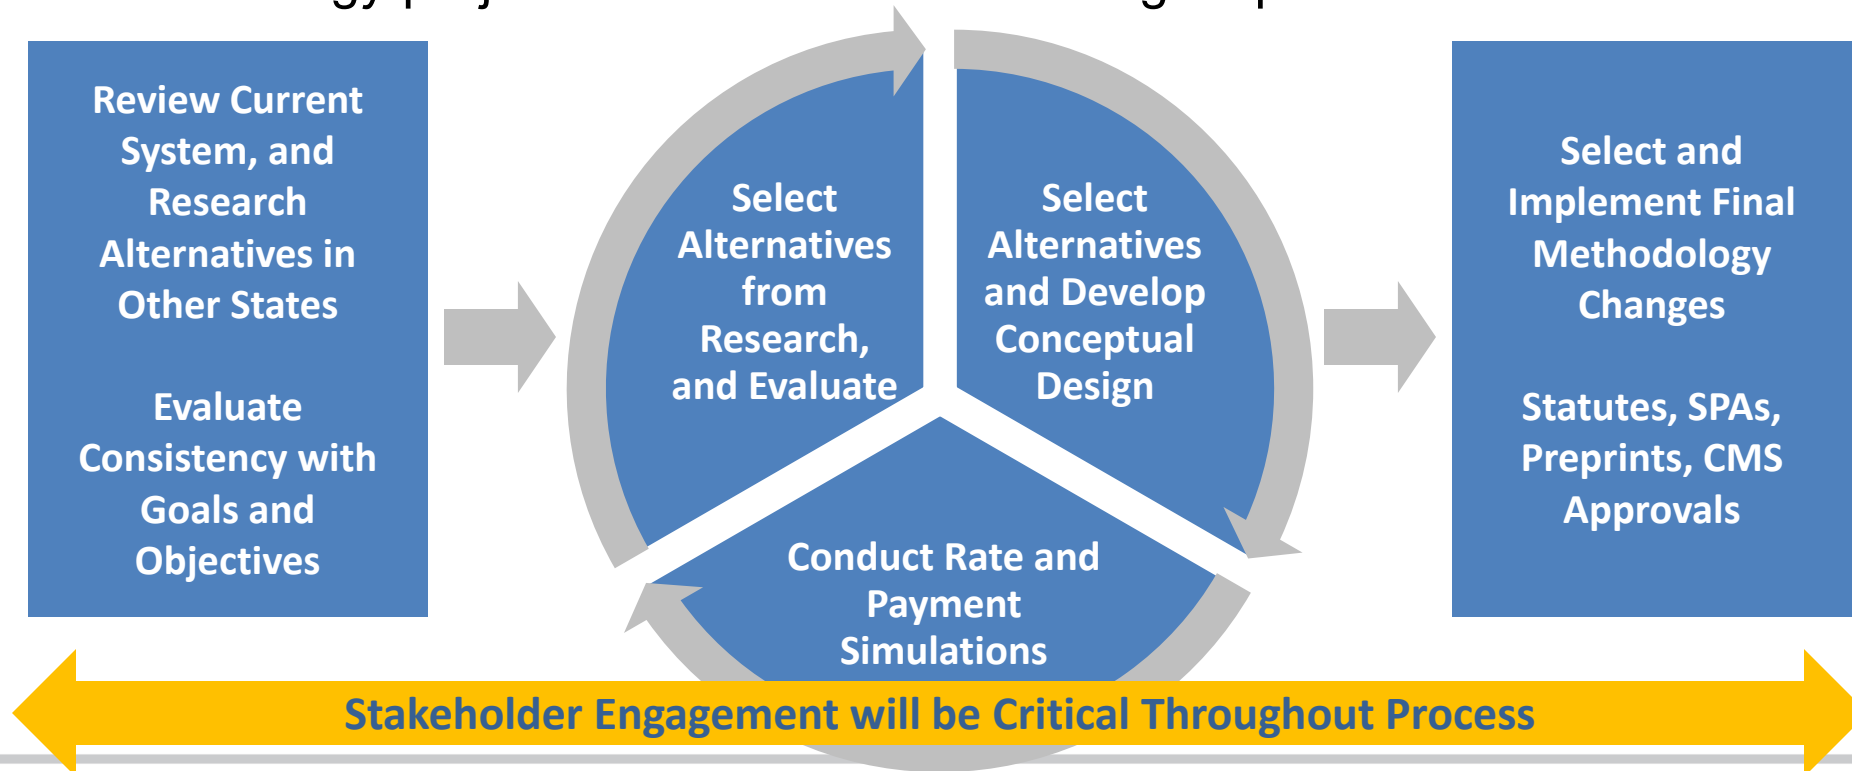 Review Current
System, and
Research
Alternatives in
Other States
Evaluate
Consistency with
Goals and
Objectives
Select
Alternatives
from
Research,
and Evaluate
Select
Alternatives
and Develop
Conceptual
Design
Conduct Rate and
Payment
Simulations
Select and
Implement Final
Methodology
Changes
Statutes, SPAs,
Preprints, CMS
Approvals
Stakeholder Engagement will be Critical Throughout Process